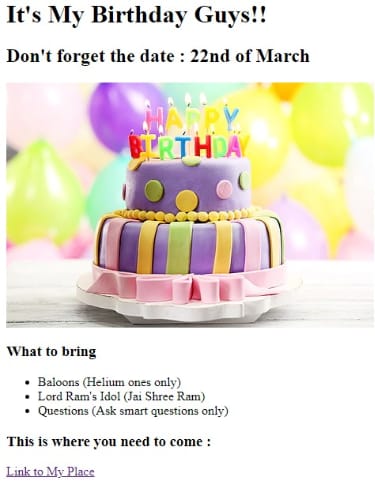 It's My Birthday Guys!!
Don't forget the date : 22nd of March
HAPPY
BIRTHDAY
What to bring
Baloons (Helium ones only)
Lord Ram's Idol (Jai Shree Ram)
Questions (Ask smart questions only)
This is where you need to come :
Link to My Place